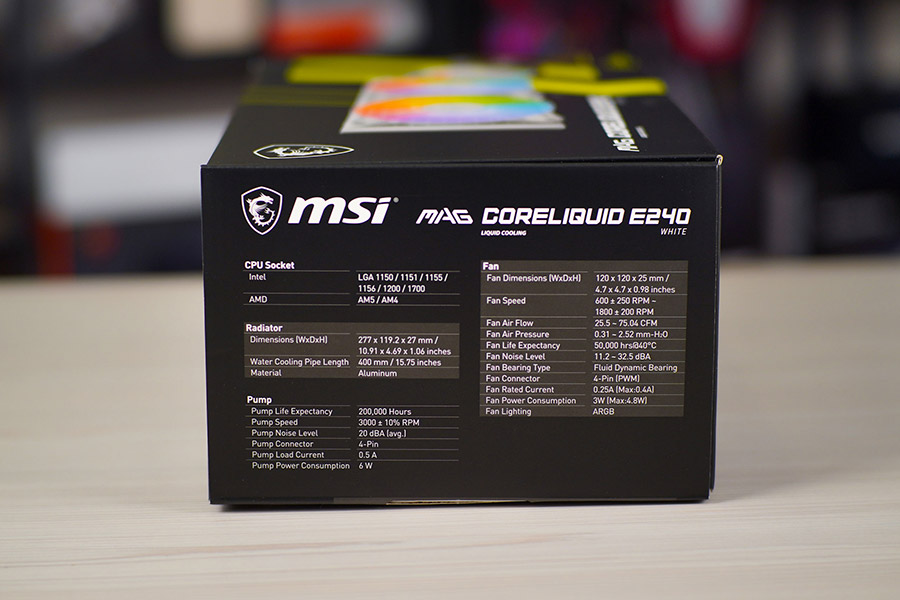 msi MAG CORELIQUID E240
LIQUID COOLING WHITE
CPU Socket
Intel LGA 1150 / 1151 / 1155 /
1156 / 1200 / 1700
AMD AM5 / AM4
Radiator
Dimensions (WxDxH) 277 x 119.2 x 27 mm /
10.91 x 4.69 x 1.06 inches
Water Cooling Pipe Length 400 mm / 15.75 inches
Material Aluminum
Pump
Pump Life Expectancy 200,000 Hours
Pump Speed 3000 ± 10% RPM
Pump Noise Level 20 dBA (avg.)
Pump Connector 4-Pin
Pump Load Current 0.5 A
Pump Power Consumption 6 W
Fan
Fan Dimensions (WxDxH) 120 x 120 x 25 mm /
4.7 x 4.7 x 0.98 inches
Fan Speed 600 ± 250 RPM ~
1800 ± 200 RPM
Fan Air Flow 25.5 ~ 75.04 CFM
Fan Air Pressure 0.31 ~ 2.52 mm-H₂O
Fan Life Expectancy 50,000 hrs@40°C
Fan Noise Level 11.2 ~ 32.5 dBA
Fan Bearing Type Fluid Dynamic Bearing
Fan Connector 4-Pin (PWM)
Fan Rated Current 0.25A (Max:0.4A)
Fan Power Consumption 3W (Max:4.8W)
Fan Lighting ARGB